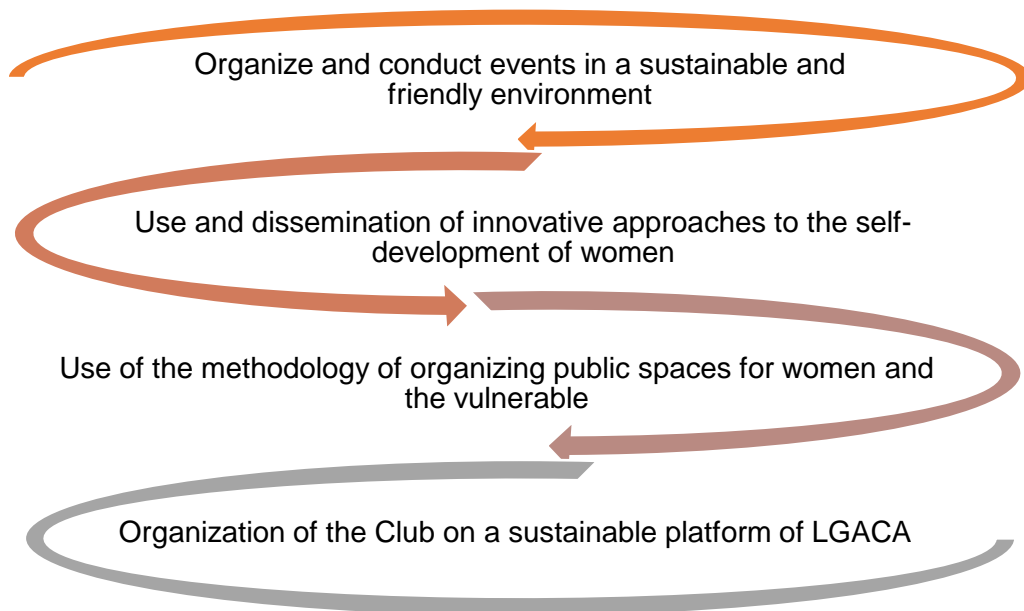 Organize and conduct events in a sustainable and
friendly environment
Use and dissemination of innovative approaches to the self-
development of women
Use of the methodology of organizing public spaces for women and
the vulnerable
Organization of the Club on a sustainable platform of LGACA